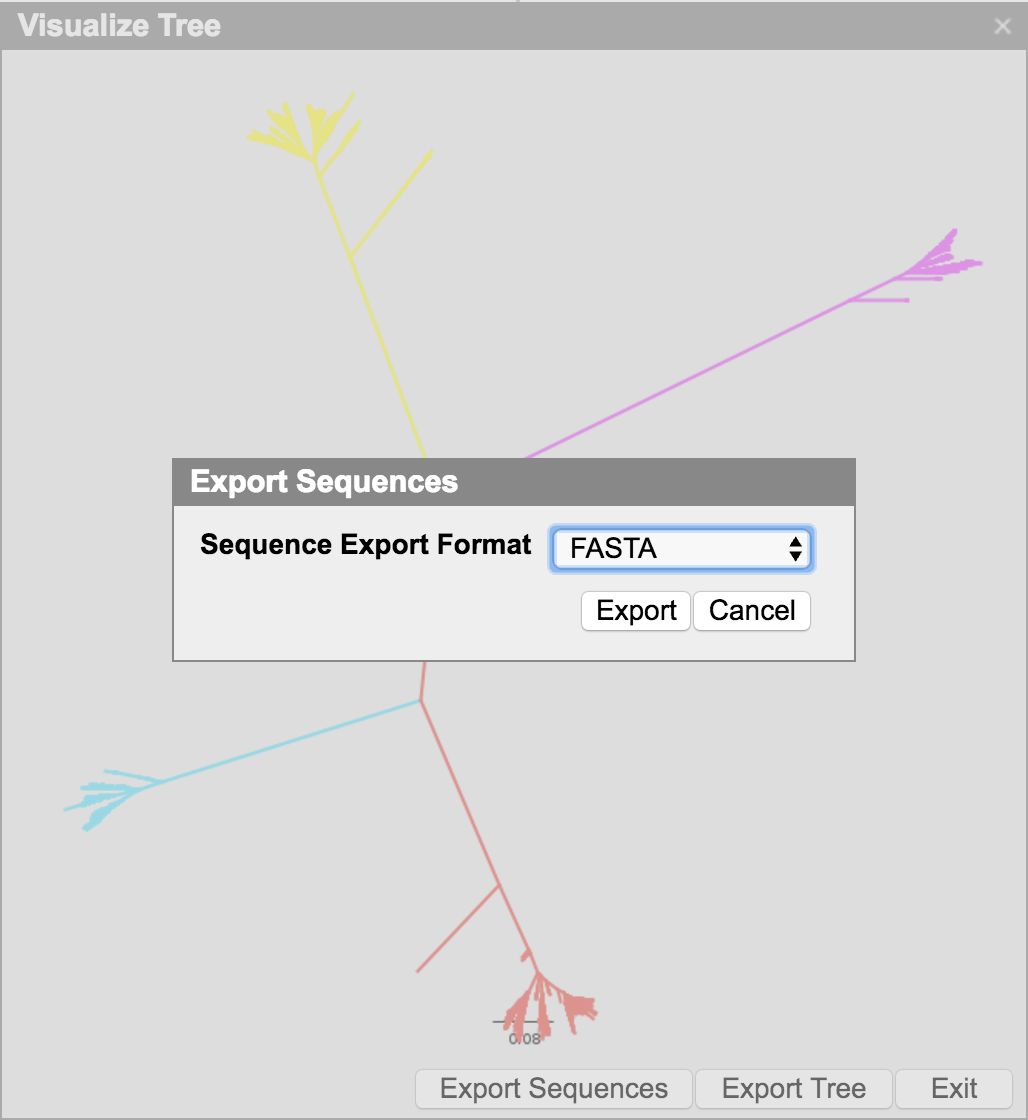 Visualize Tree
Export Sequences
Sequence Export Format FASTA
Export Cancel
0.08
Export Sequences Export Tree Exit